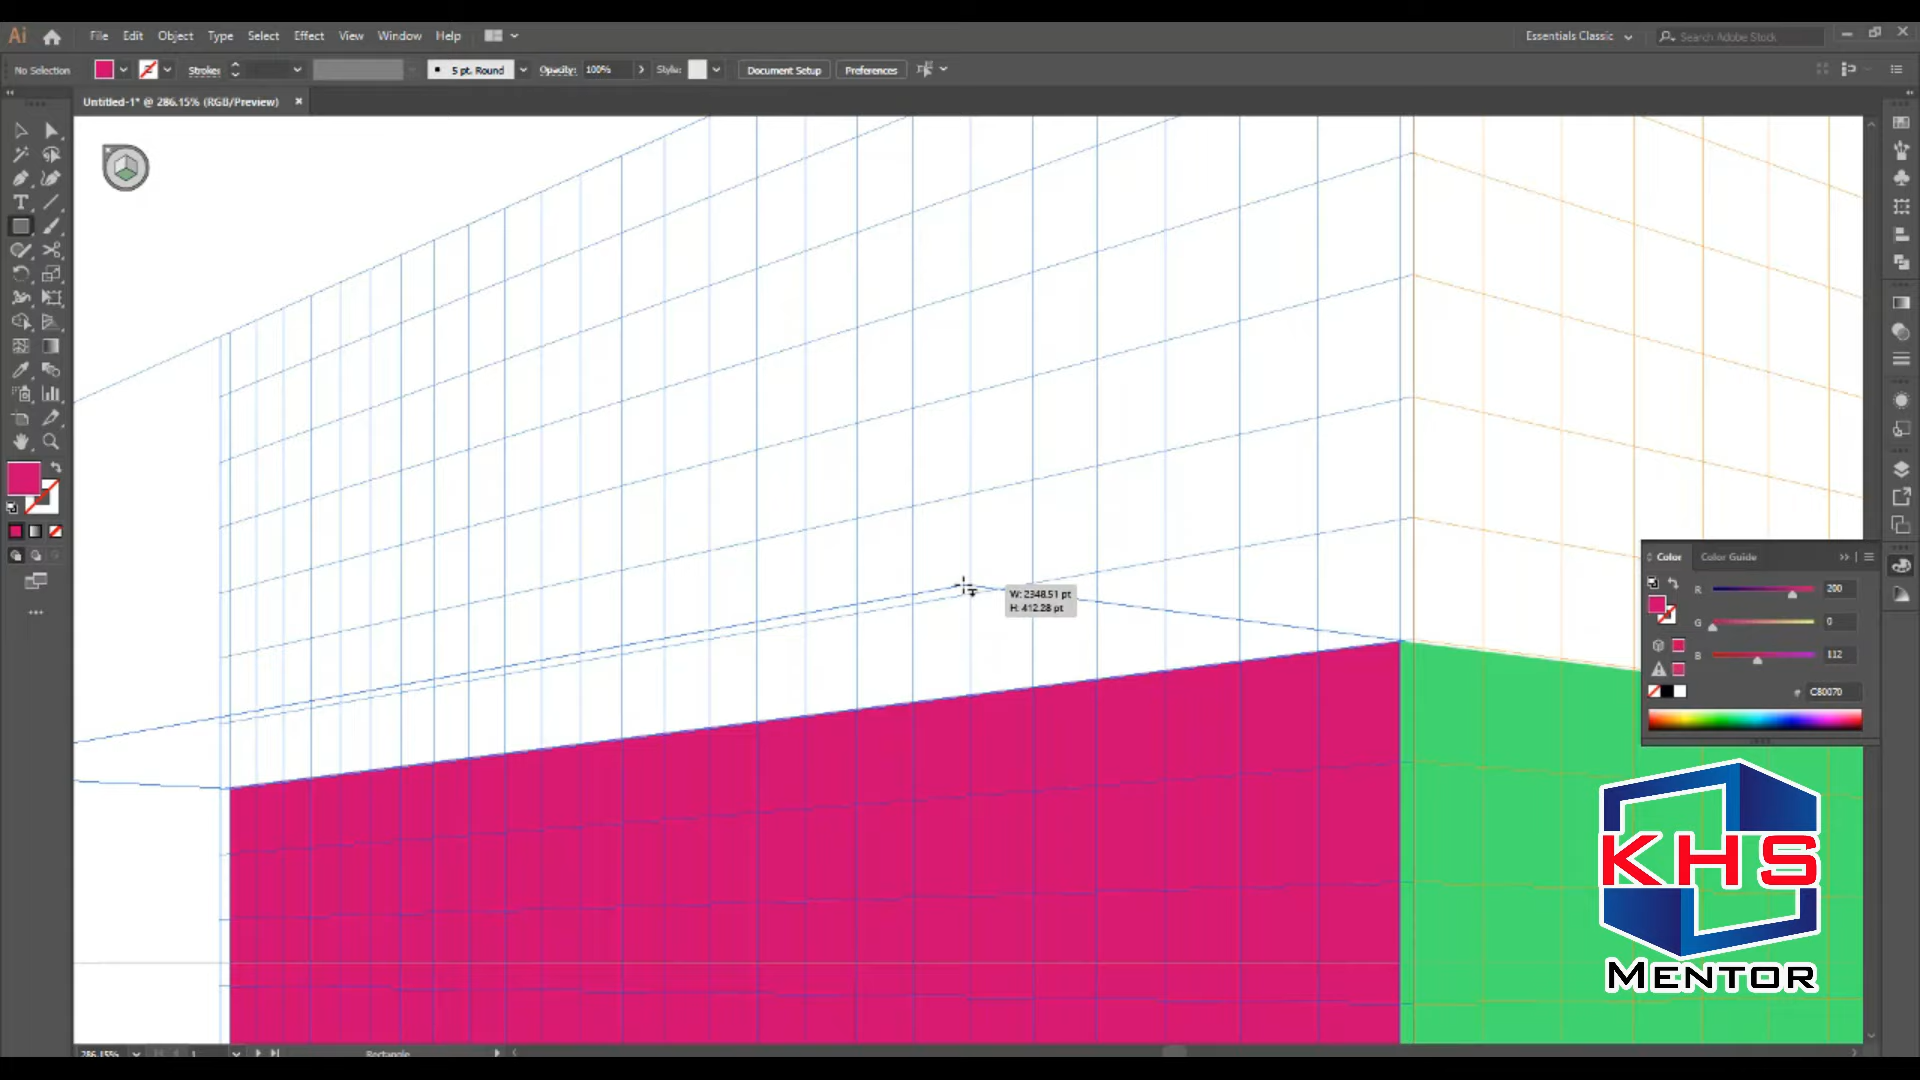 Ai File Edit Object Type Select Effect View Window Help Essentials Classic Search Adobe Stock
No Selection Stroke: 5 pt. Round Opacity: 100% Style: Document Setup Preferences
Untitled-1* @ 286.15% (RGB/Preview) ×
W: 2348.51 pt
H: 412.28 pt
Color Color Guide
R 200
G 0
B 112
# C80070
KHS
MENTOR
286.15% 1 Rectangle